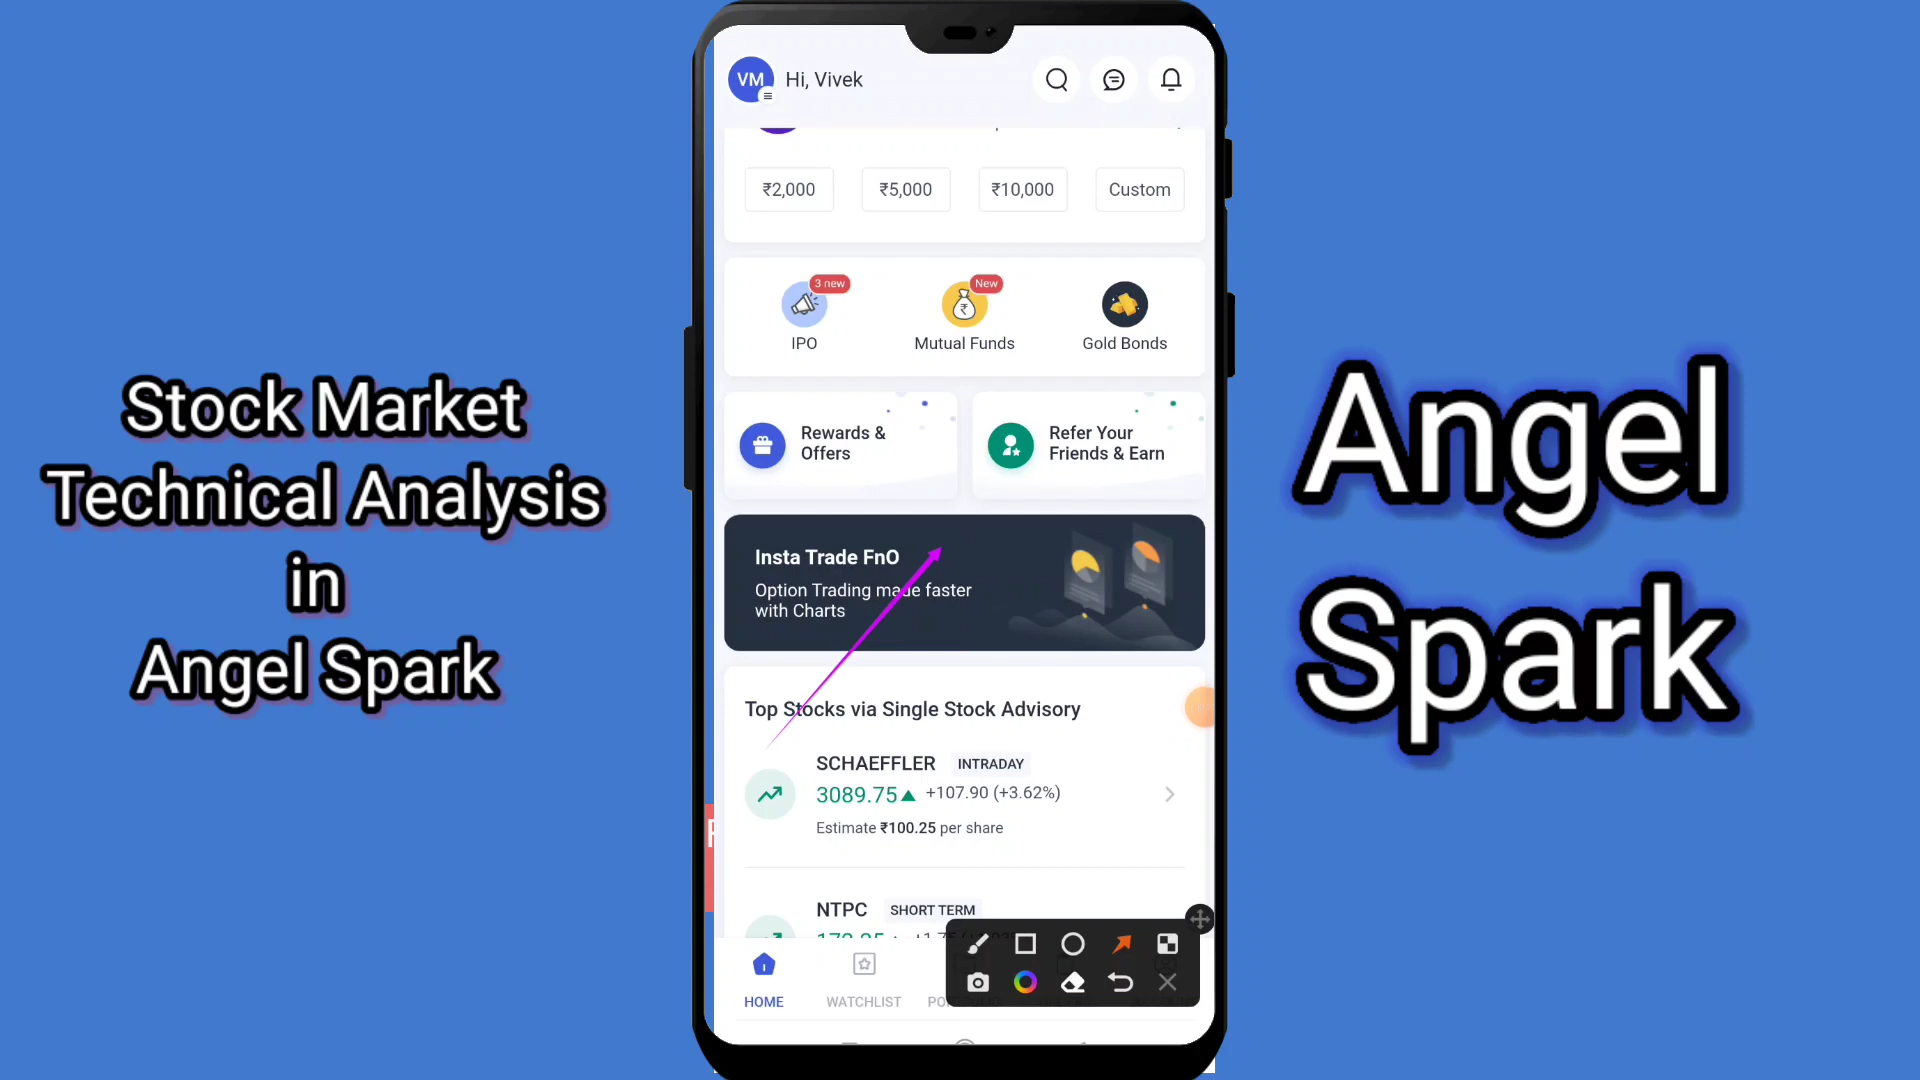 Stock Market
Technical Analysis
in
Angel Spark
VM
Hi, Vivek
₹2,000
₹5,000
₹10,000
Custom
3 new
New
IPO
Mutual Funds
Gold Bonds
Rewards &
Offers
Refer Your
Friends & Earn
Insta Trade FnO
Option Trading made faster
with Charts
Top Stocks via Single Stock Advisory
SCHAEFFLER
INTRADAY
3089.75
+107.90 (+3.62%)
Estimate ₹100.25 per share
NTPC
SHORT TERM
HOME
WATCHLIST
Angel
Spark